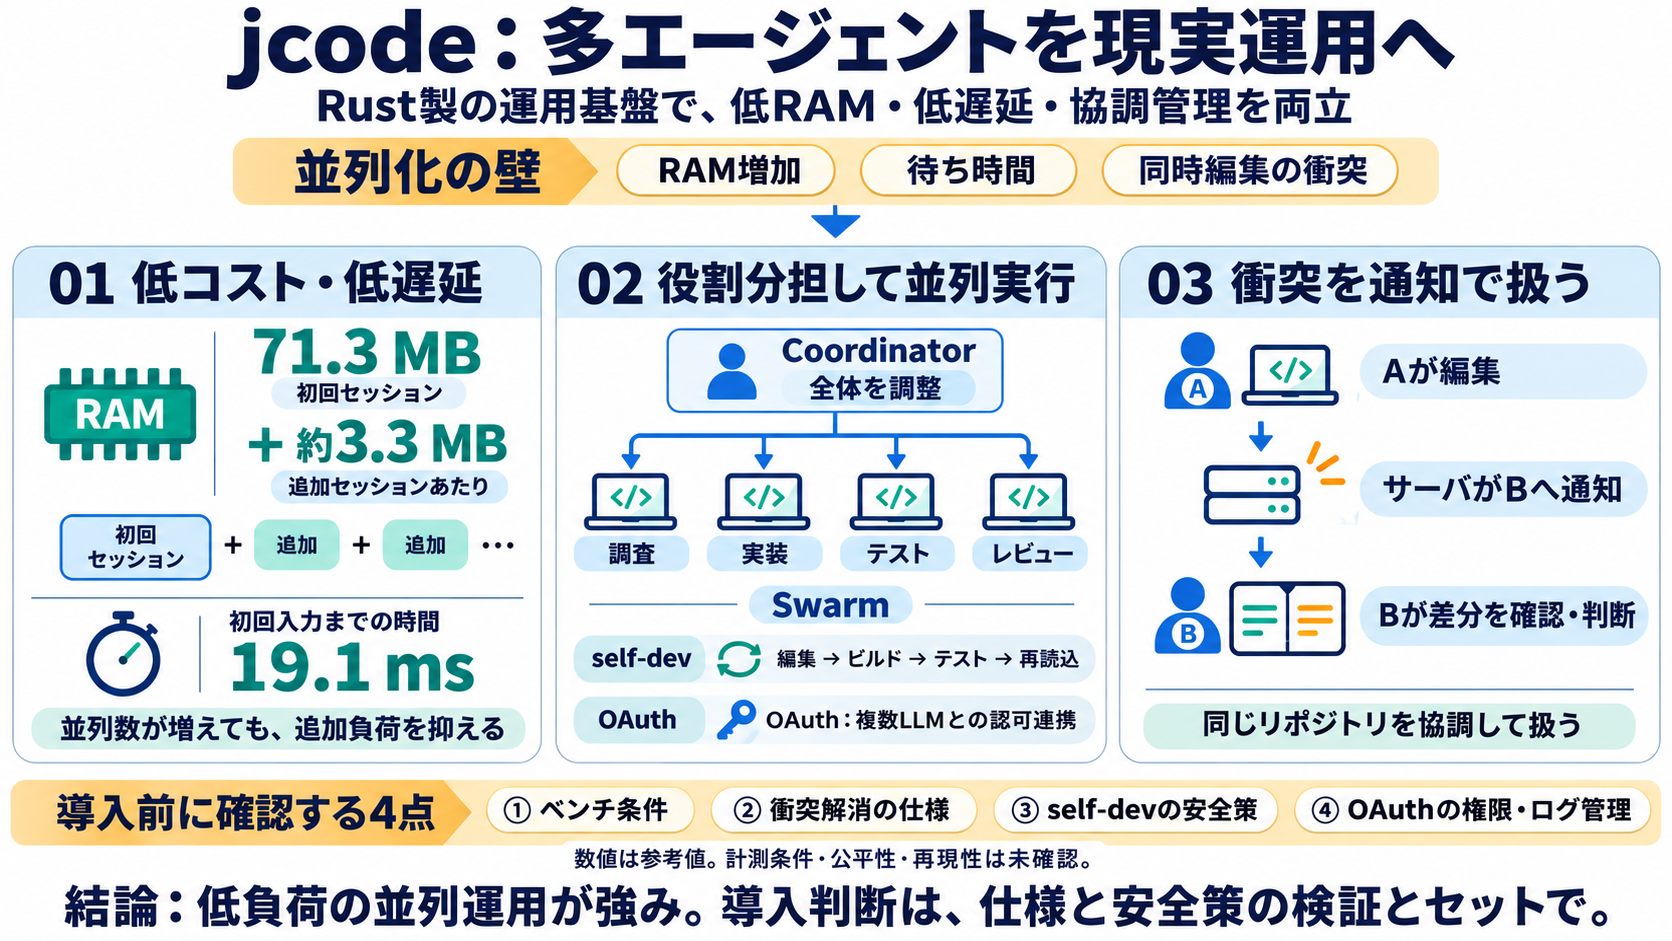 jcode：多エージェントを現実運用へ
Rust製の運用基盤で、低RAM・低遅延・協調管理を両立
並列化の壁
RAM増加
待ち時間
同時編集の衝突
01 低コスト・低遅延
RAM
71.3 MB
初回セッション
+ 約3.3 MB
追加セッションあたり
初回
セッション
+ 追加 + 追加 …
初回入力までの時間
19.1 ms
並列数が増えても、追加負荷を抑える
02 役割分担して並列実行
Coordinator
全体を調整
</> </> </> </>
調査 実装 テスト レビュー
Swarm
self-dev 編集 → ビルド → テスト → 再読込
OAuth OAuth：複数LLMとの認可連携
03 衝突を通知で扱う
A </> Aが編集
サーバがBへ通知
B Bが差分を確認・判断
同じリポジトリを協調して扱う
導入前に確認する4点
① ベンチ条件
② 衝突解消の仕様
③ self-devの安全策
④ OAuthの権限・ログ管理
数値は参考値。計測条件・公平性・再現性は未確認。
結論：低負荷の並列運用が強み。導入判断は、仕様と安全策の検証とセットで。